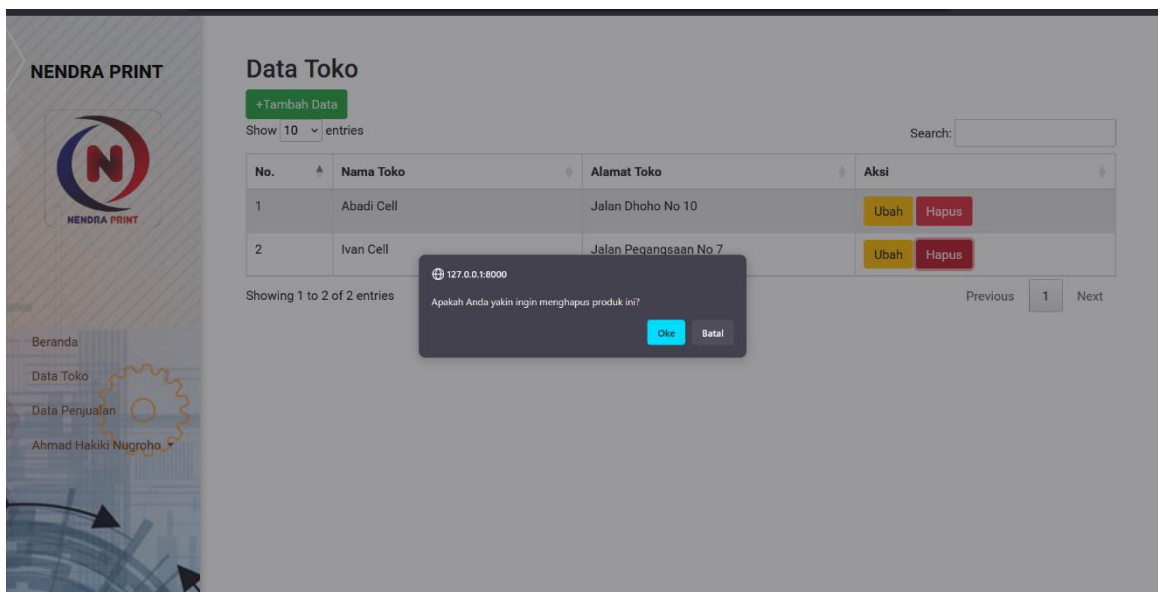 NENDRA PRINT
N
NENDRA PRINT
Beranda
Data Toko
Data Penjualan
Ahmad Hakiki Nugroho
Data Toko
+Tambah Data
Show 10 entries
Search:
No. Nama Toko Alamat Toko Aksi
1 Abadi Cell Jalan Dhoho No 10 Ubah Hapus
2 Ivan Cell Jalan Pegangsaan No 7 Ubah Hapus
Showing 1 to 2 of 2 entries
Previous 1 Next
127.0.0.1:8000
Apakah Anda yakin ingin menghapus produk ini?
Oke Batal